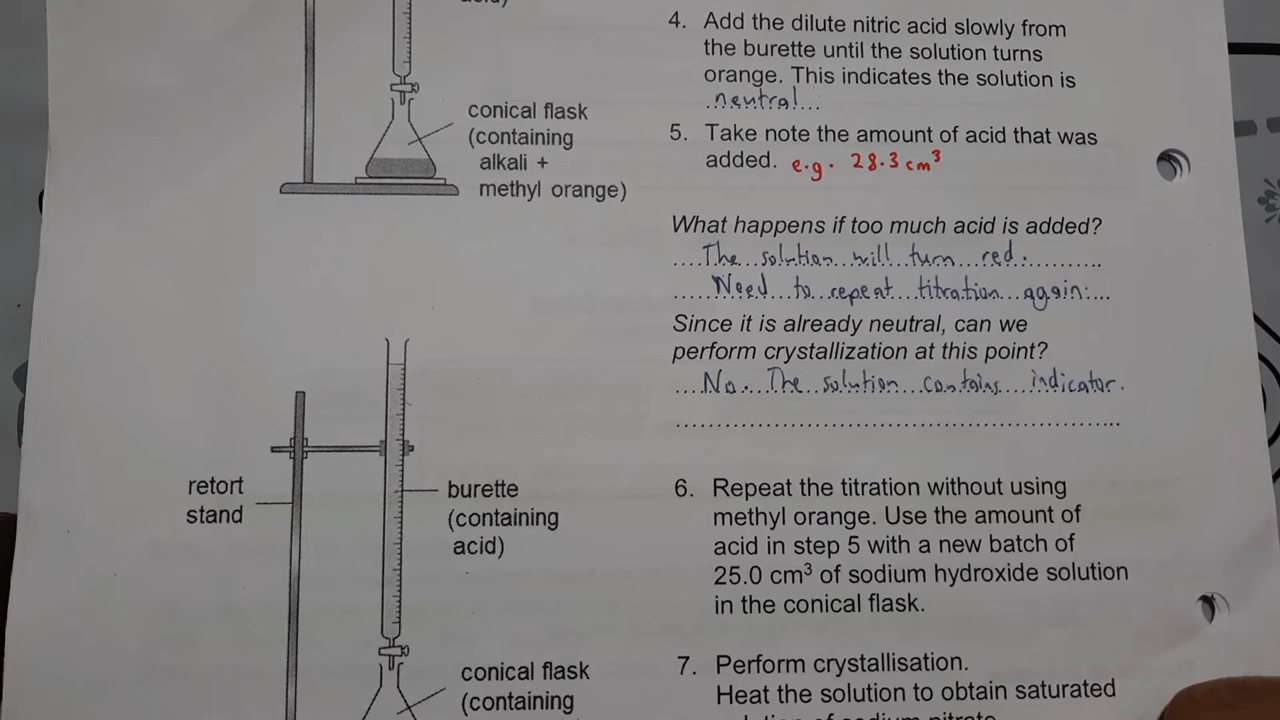 acid)
conical flask
(containing
alkali +
methyl orange)
4. Add the dilute nitric acid slowly from
the burette until the solution turns
orange. This indicates the solution is
.neutral...
5. Take note the amount of acid that was
added. e.g. 28.3 cm³
What happens if too much acid is added?
....The solution will turn red.
Need to repeat titration again.
Since it is already neutral, can we
perform crystallization at this point?
....No. The solution contains indicator.
retort
stand
burette
(containing
acid)
6. Repeat the titration without using
methyl orange. Use the amount of
acid in step 5 with a new batch of
25.0 cm³ of sodium hydroxide solution
in the conical flask.
conical flask
(containing
7. Perform crystallisation.
Heat the solution to obtain saturated
of sodium nitrate